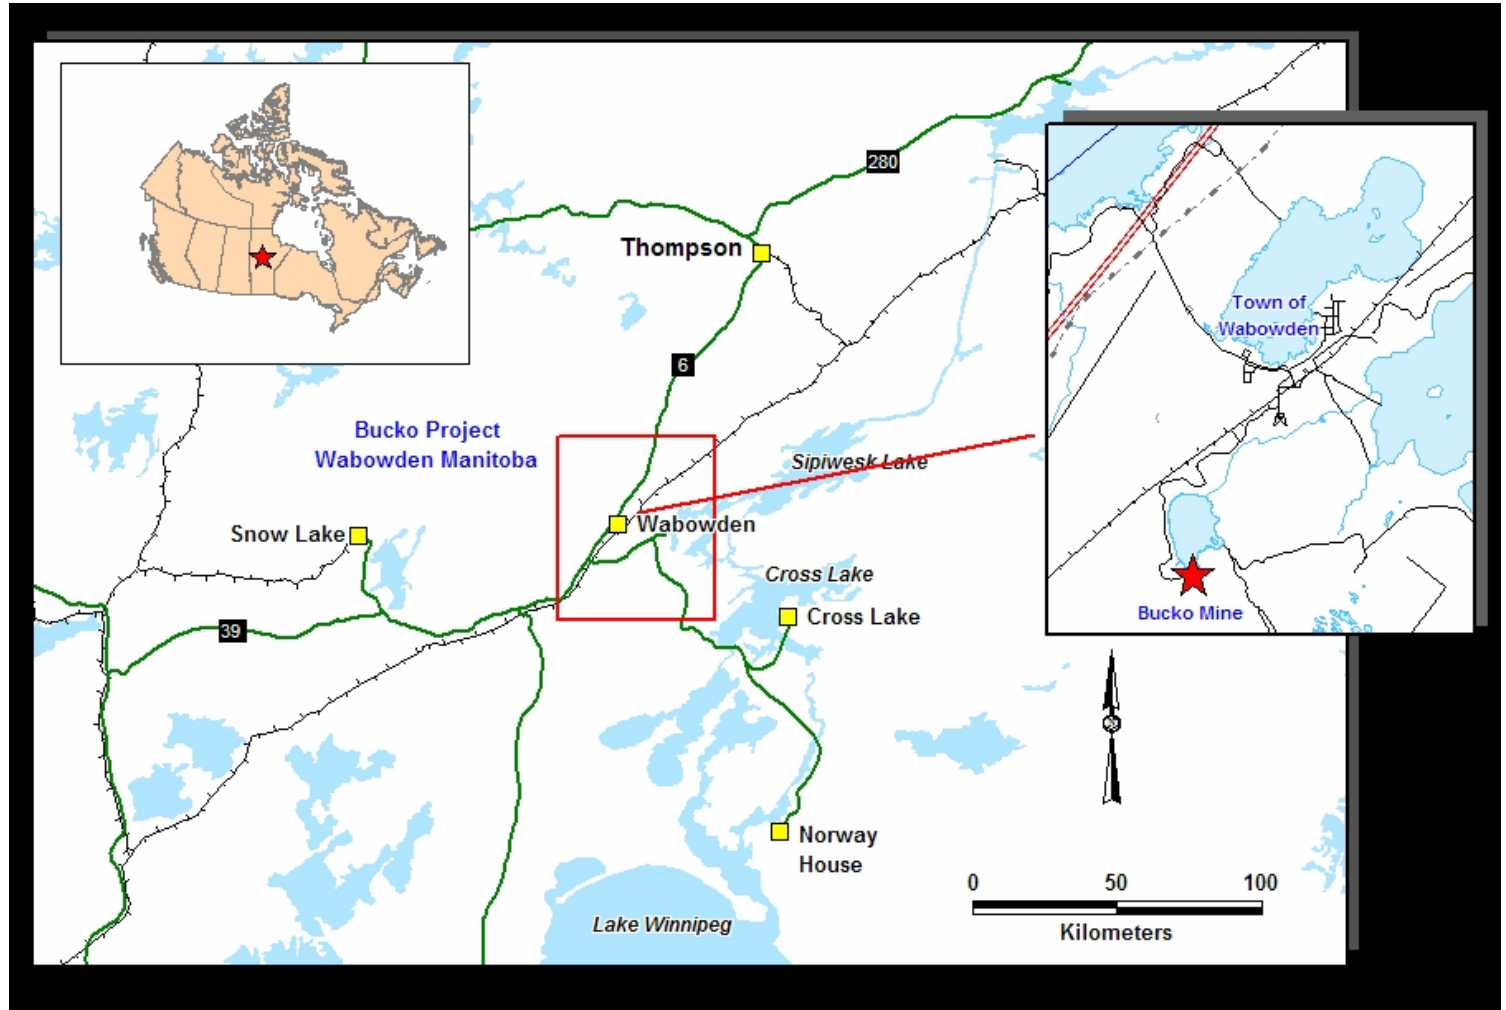 280
Thompson
6
Town of
Wabowden
Bucko Project
Wabowden Manitoba
Sipiwesk Lake
Snow Lake
Wabowden
Cross Lake
Cross Lake
Bucko Mine
39
Norway
House
0 50 100
Kilometers
Lake Winnipeg